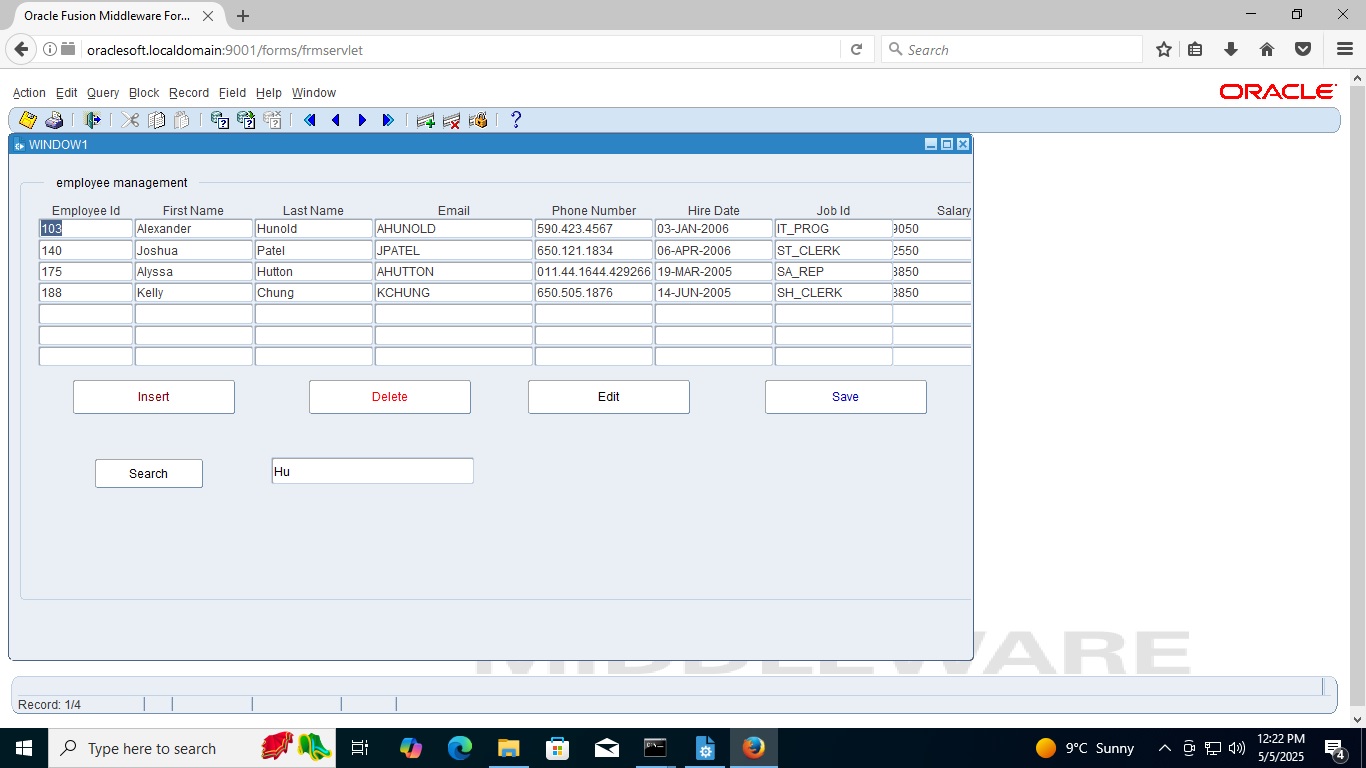 Oracle Fusion Middleware For...
oraclesoft.localdomain:9001/forms/frmservlet
Search
Action Edit Query Block Record Field Help Window
ORACLE
WINDOW1
employee management
Employee Id First Name Last Name Email Phone Number Hire Date Job Id Salary
103 Alexander Hunold AHUNOLD 590.423.4567 03-JAN-2006 IT_PROG 9050
140 Joshua Patel JPATEL 650.121.1834 06-APR-2006 ST_CLERK 2550
175 Alyssa Hutton AHUTTON 011.44.1644.429266 19-MAR-2005 SA_REP 8850
188 Kelly Chung KCHUNG 650.505.1876 14-JUN-2005 SH_CLERK 3850
Insert Delete Edit Save
Search Hu
MIDDLEWARE
Record: 1/4
Type here to search
9°C Sunny
12:22 PM
5/5/2025
4